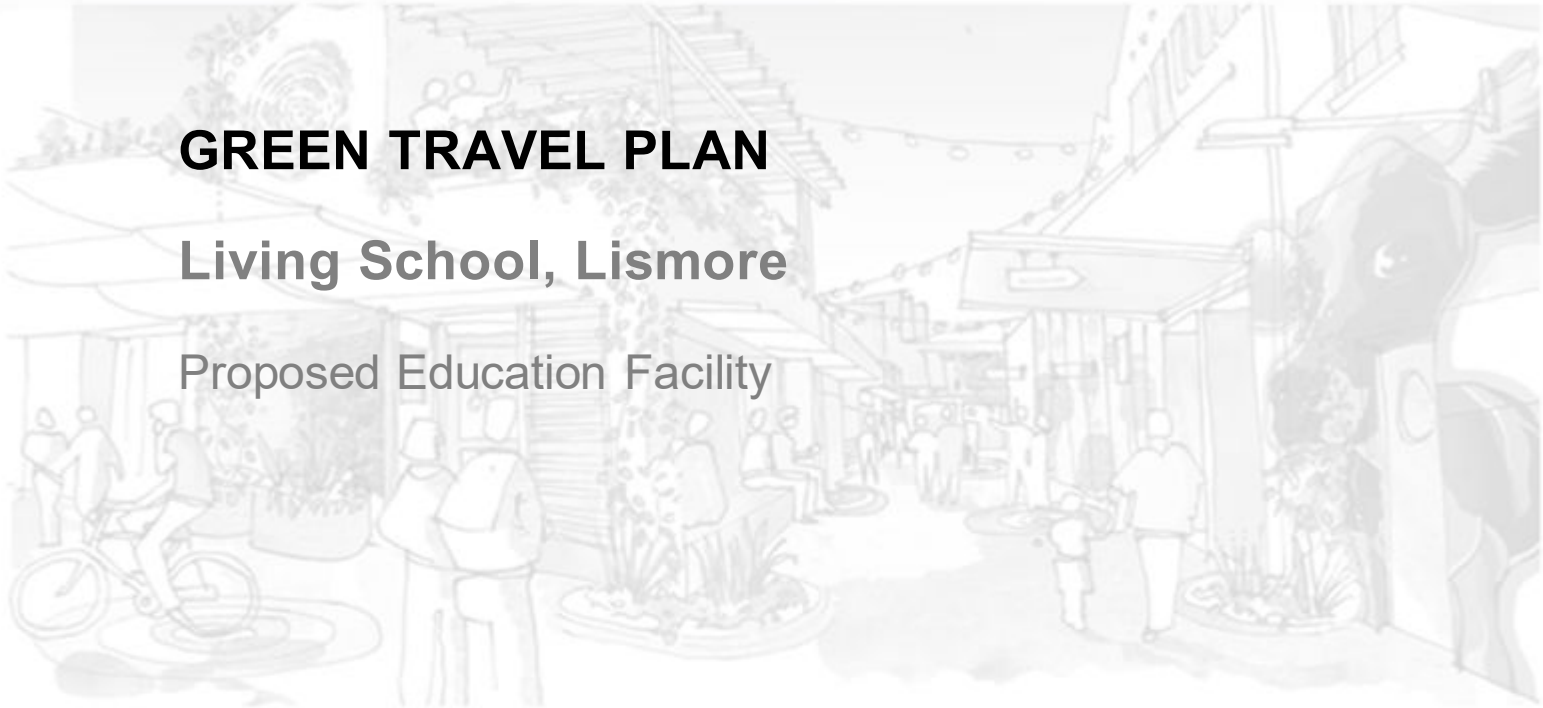 GREEN TRAVEL PLAN
Living School, Lismore
Proposed Education Facility